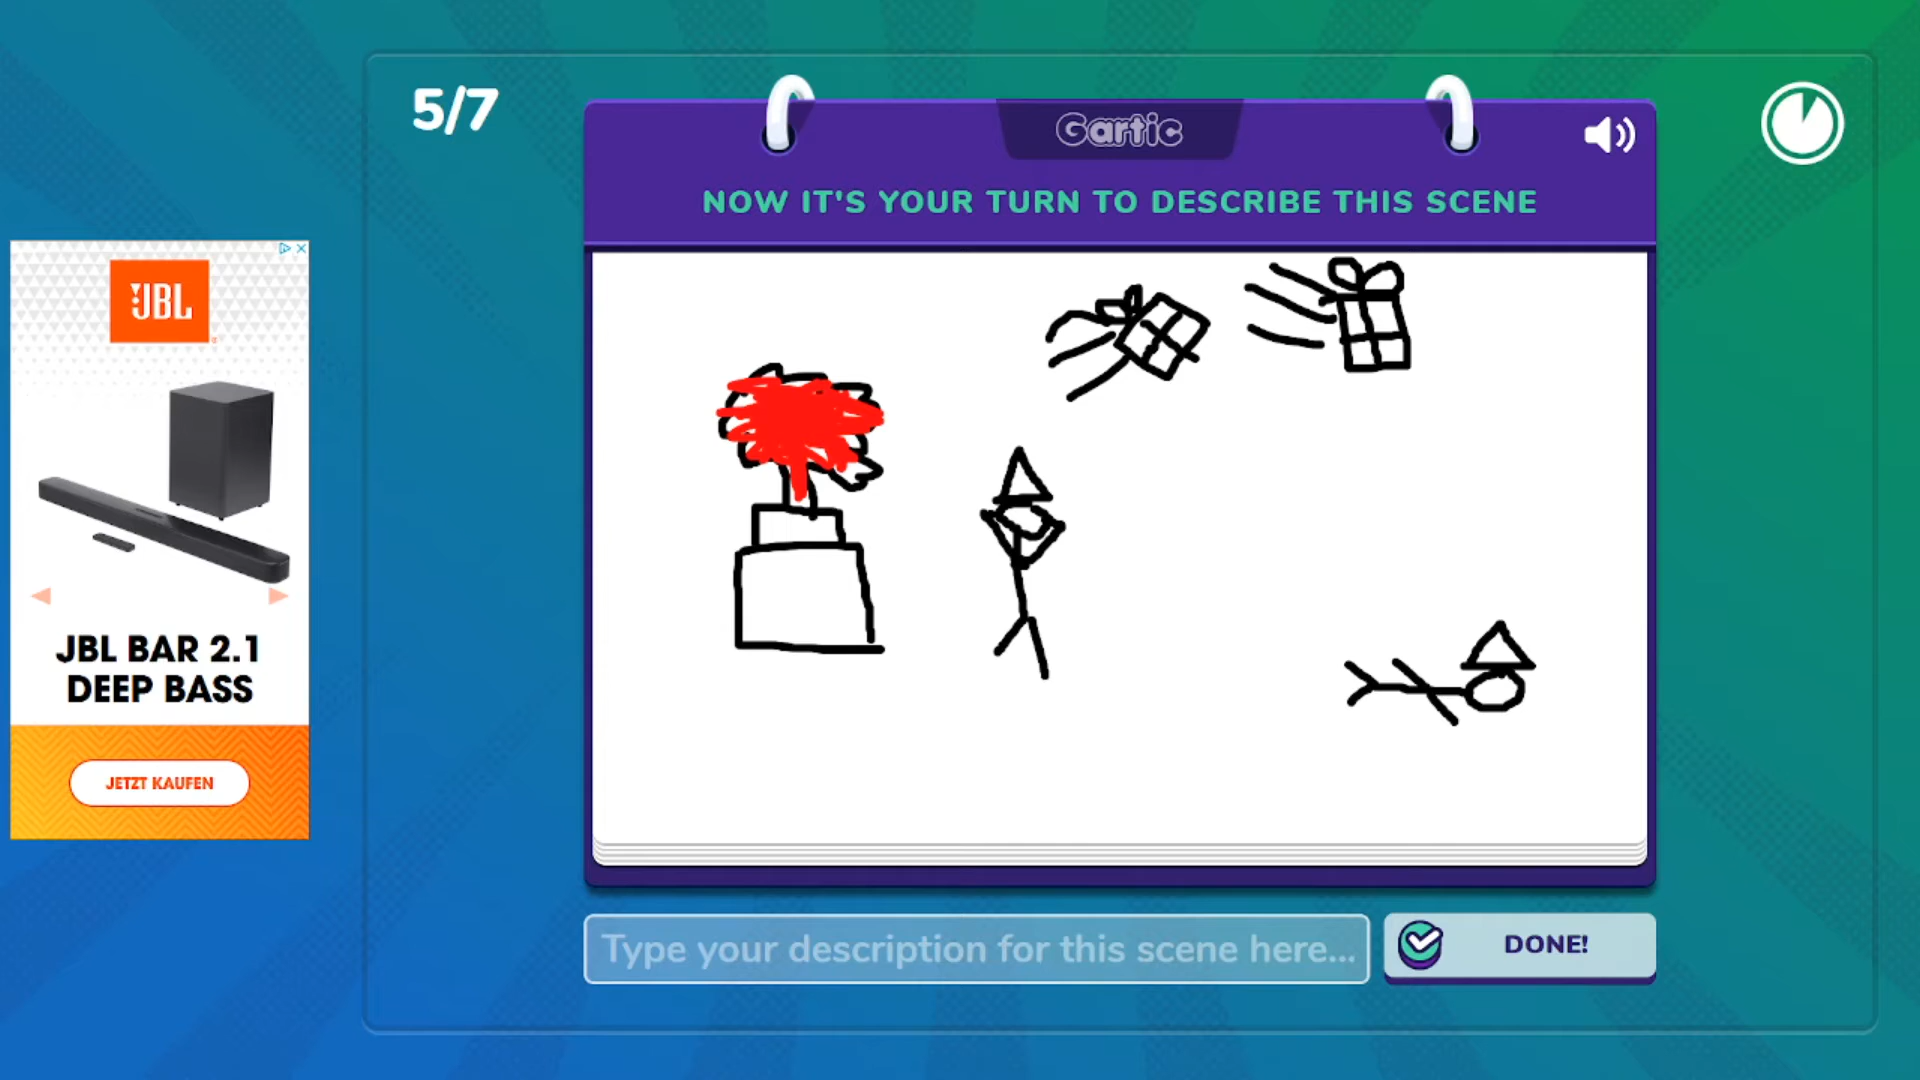 5/7
Gartic
NOW IT'S YOUR TURN TO DESCRIBE THIS SCENE
JBL
JBL BAR 2.1
DEEP BASS
JETZT KAUFEN
Type your description for this scene here...
DONE!